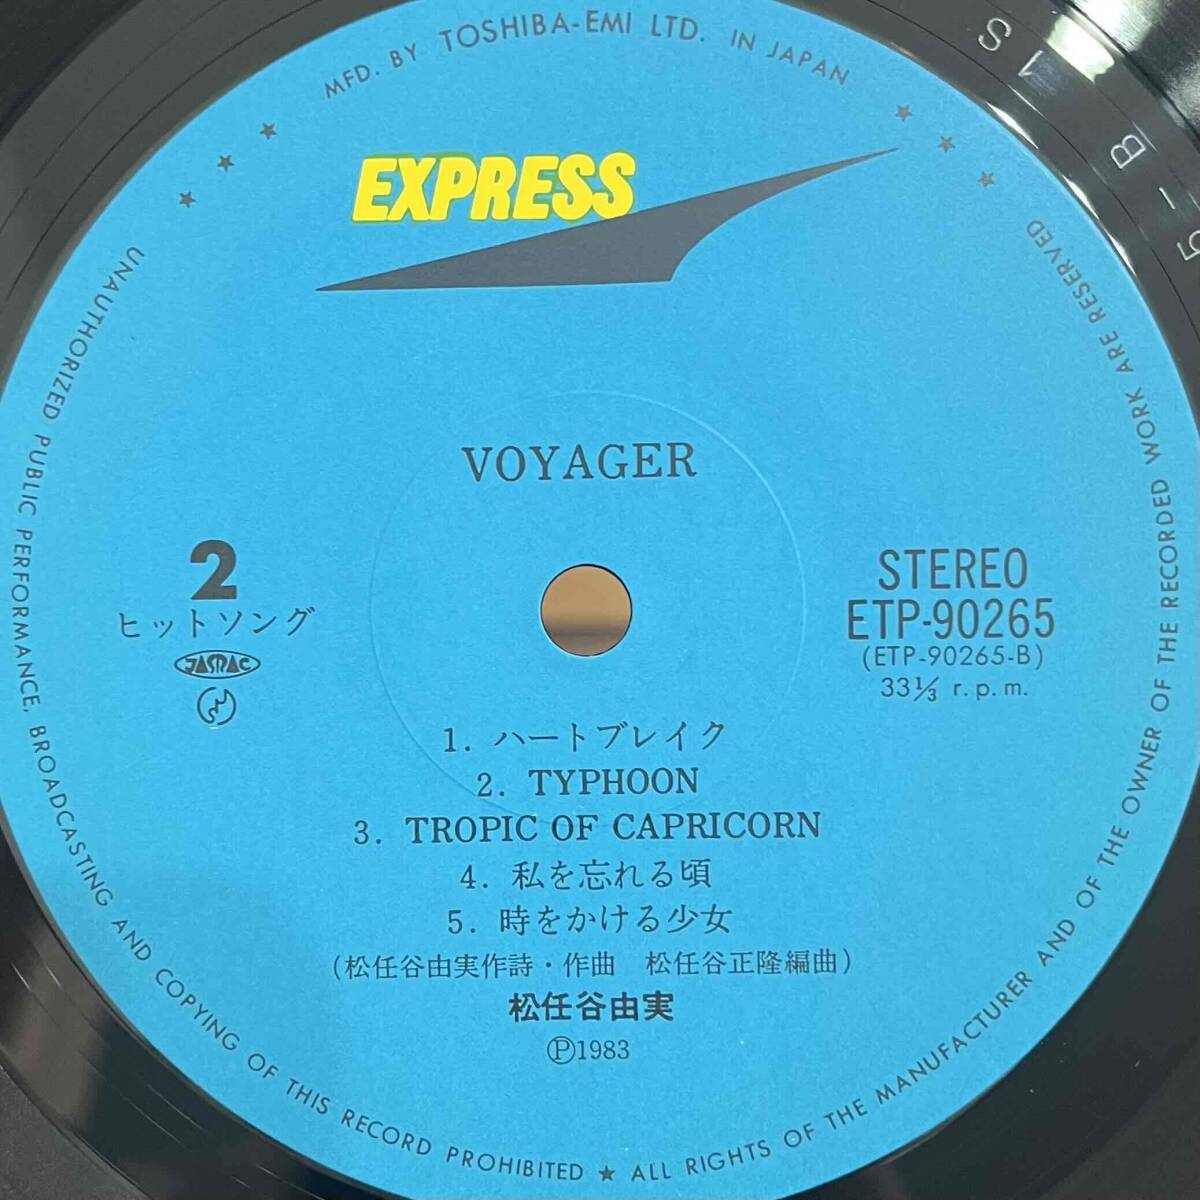 MFD. BY TOSHIBA-EMI LTD. IN JAPAN
EXPRESS
VOYAGER
2
ヒットソング
JASRAC
STEREO
ETP-90265
(ETP-90265-B)
33⅓ r.p.m.
1. ハートブレイク
2. TYPHOON
3. TROPIC OF CAPRICORN
4. 私を忘れる頃
5. 時をかける少女
(松任谷由実作詩・作曲 松任谷正隆編曲)
松任谷由実
Ⓟ1983
UNAUTHORIZED PUBLIC PERFORMANCE, BROADCASTING AND COPYING OF THIS RECORD PROHIBITED ★ ALL RIGHTS OF THE MANUFACTURER AND OF THE OWNER OF THE RECORDED WORK ARE RESERVED